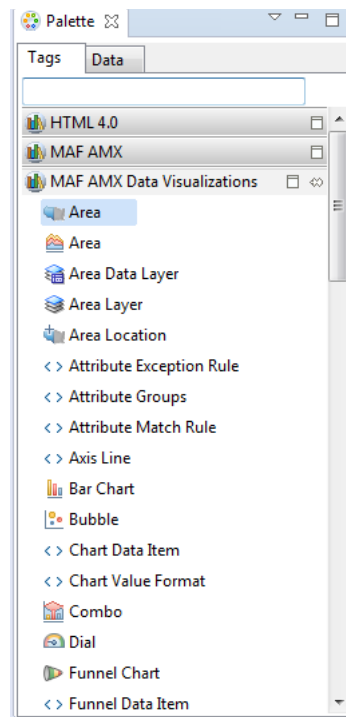 Palette
Tags Data
HTML 4.0
MAF AMX
MAF AMX Data Visualizations
Area
Area
Area Data Layer
Area Layer
Area Location
Attribute Exception Rule
Attribute Groups
Attribute Match Rule
Axis Line
Bar Chart
Bubble
Chart Data Item
Chart Value Format
Combo
Dial
Funnel Chart
Funnel Data Item